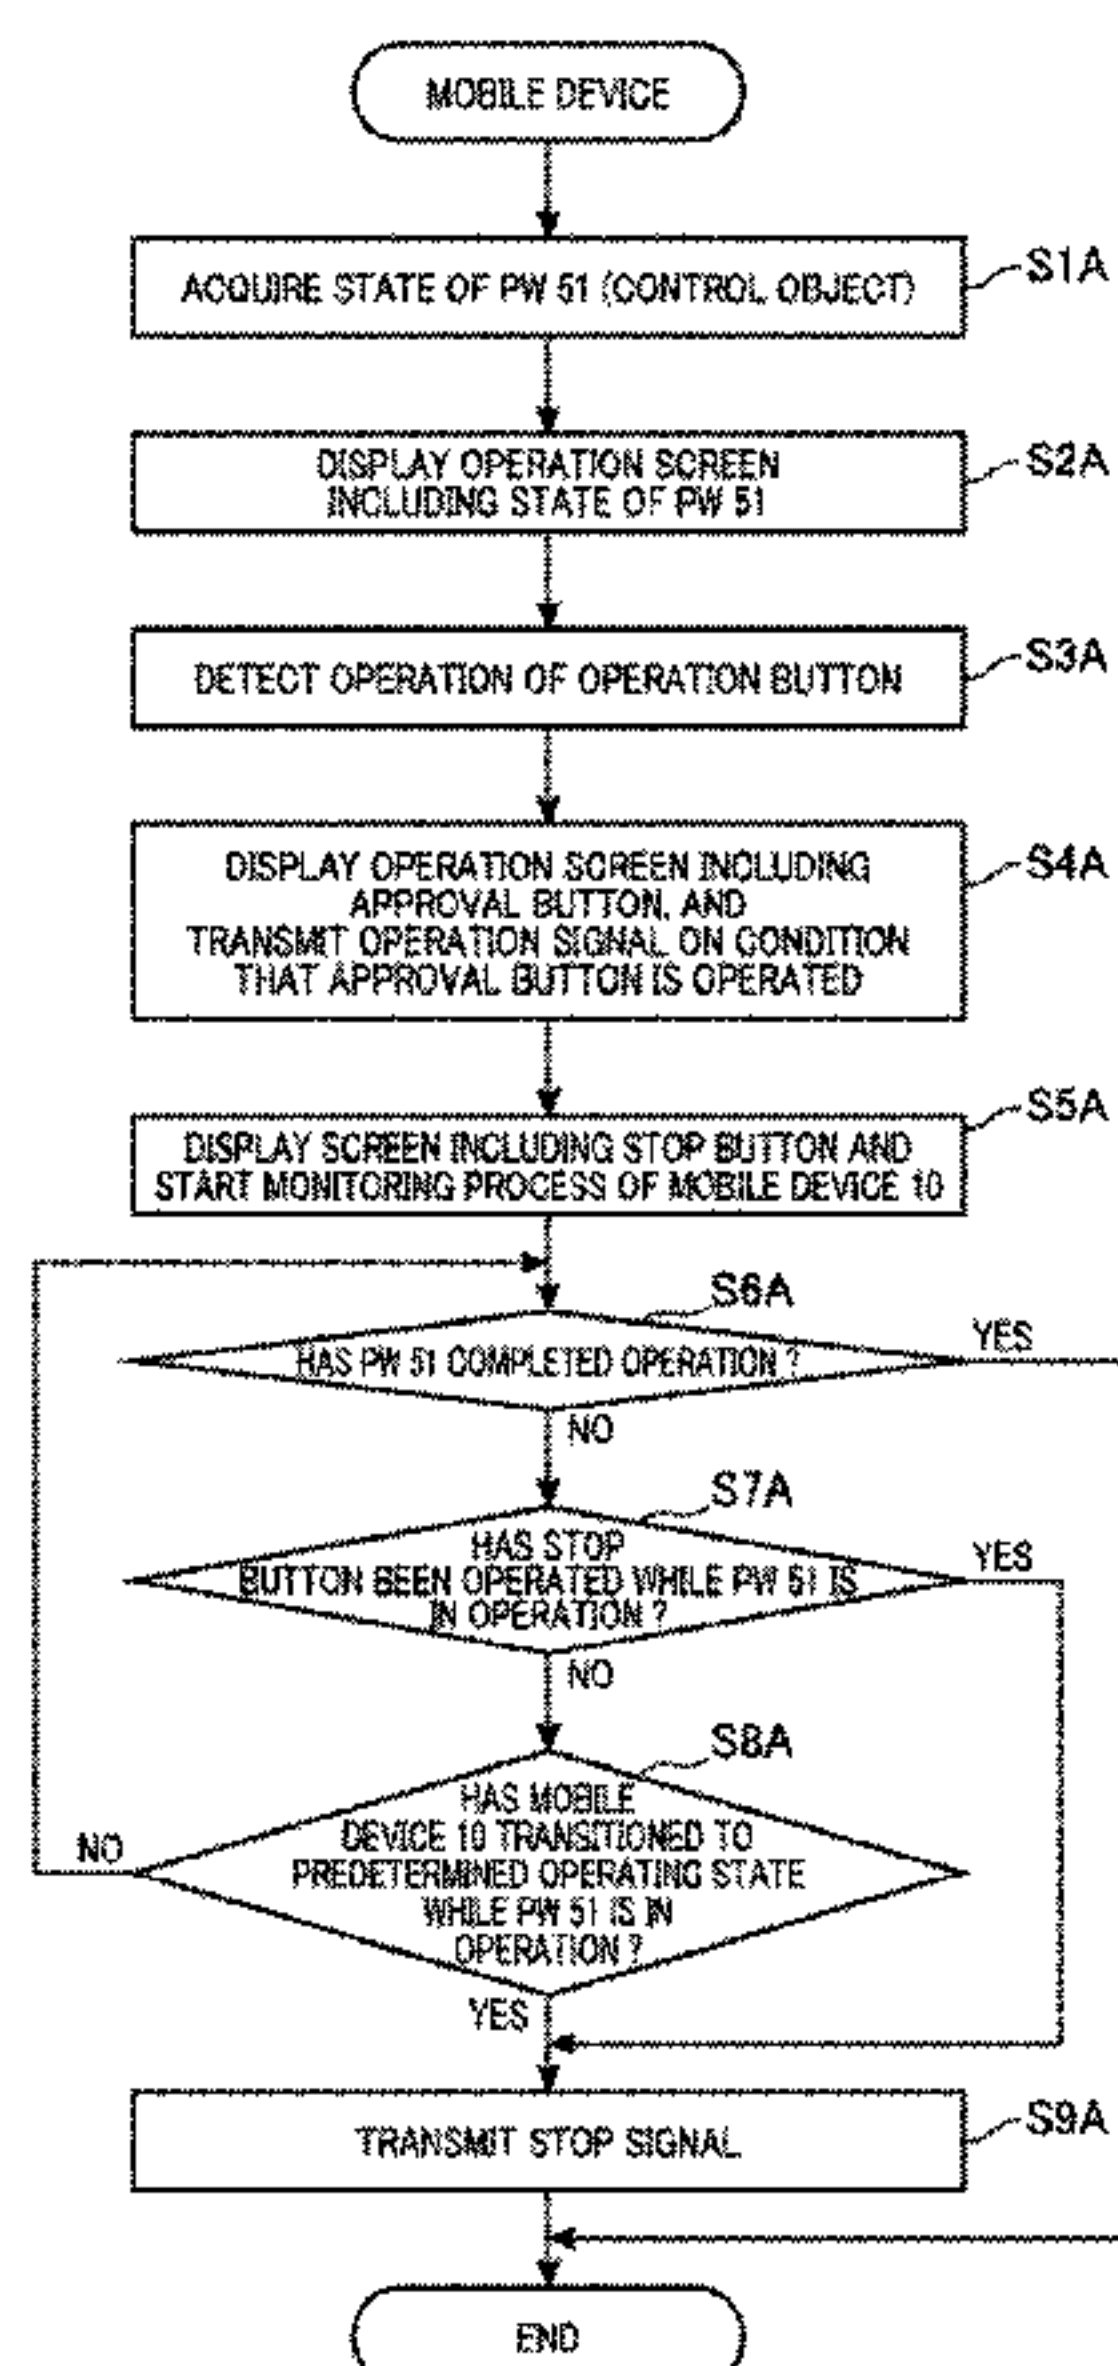 MOBILE DEVICE
ACQUIRE STATE OF PW 51 (CONTROL OBJECT)
S1A
DISPLAY OPERATION SCREEN
INCLUDING STATE OF PW 51
S2A
DETECT OPERATION OF OPERATION BUTTON
S3A
DISPLAY OPERATION SCREEN INCLUDING
APPROVAL BUTTON, AND
TRANSMIT OPERATION SIGNAL ON CONDITION
THAT APPROVAL BUTTON IS OPERATED
S4A
DISPLAY SCREEN INCLUDING STOP BUTTON AND
START MONITORING PROCESS OF MOBILE DEVICE 10
S5A
S6A
HAS PW 51 COMPLETED OPERATION ?
YES
NO
S7A
HAS STOP
BUTTON BEEN OPERATED WHILE PW 51 IS
IN OPERATION ?
YES
NO
S8A
HAS MOBILE
DEVICE 10 TRANSITIONED TO
PREDETERMINED OPERATING STATE
WHILE PW 51 IS IN
OPERATION ?
NO
YES
TRANSMIT STOP SIGNAL
S9A
END